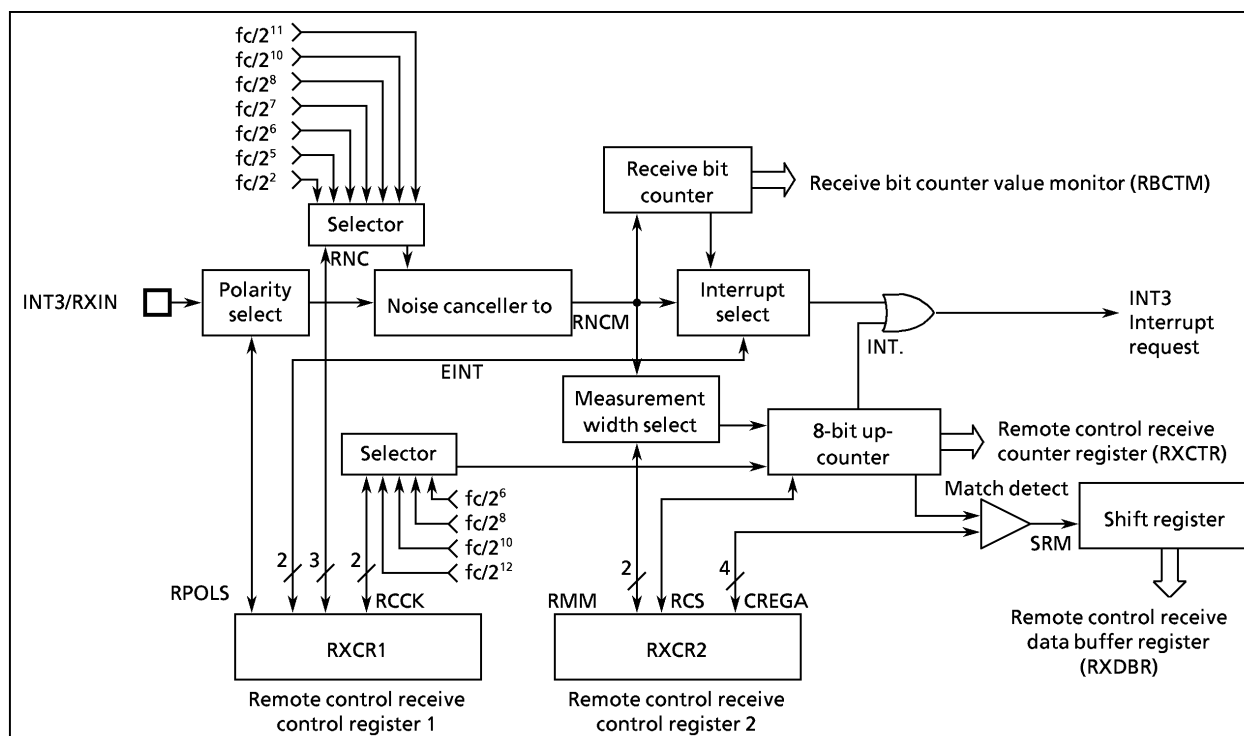 fc/2¹¹
fc/2¹⁰
fc/2⁸
fc/2⁷
fc/2⁶
fc/2⁵
fc/2²
Selector
RNC
Receive bit
counter
Receive bit counter value monitor (RBCTM)
INT3/RXIN
Polarity
select
Noise canceller to
RNCM
Interrupt
select
INT.
INT3
Interrupt
request
EINT
Measurement
width select
8-bit up-
counter
Remote control receive
counter register (RXCTR)
Selector
fc/2⁶
fc/2⁸
fc/2¹⁰
fc/2¹²
Match detect
SRM
Shift register
Remote control receive
data buffer register
(RXDBR)
RPOLS
2
3
2
RCCK
2
4
RMM
RCS
CREGA
RXCR1
RXCR2
Remote control receive
control register 1
Remote control receive
control register 2